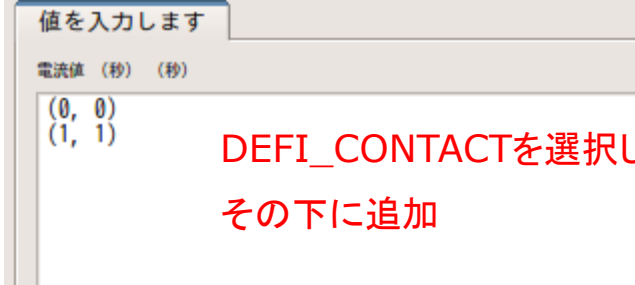 値を入力します
電流値 （秒） （秒）
(0, 0)
(1, 1)
DEFI_CONTACTを選択し
その下に追加